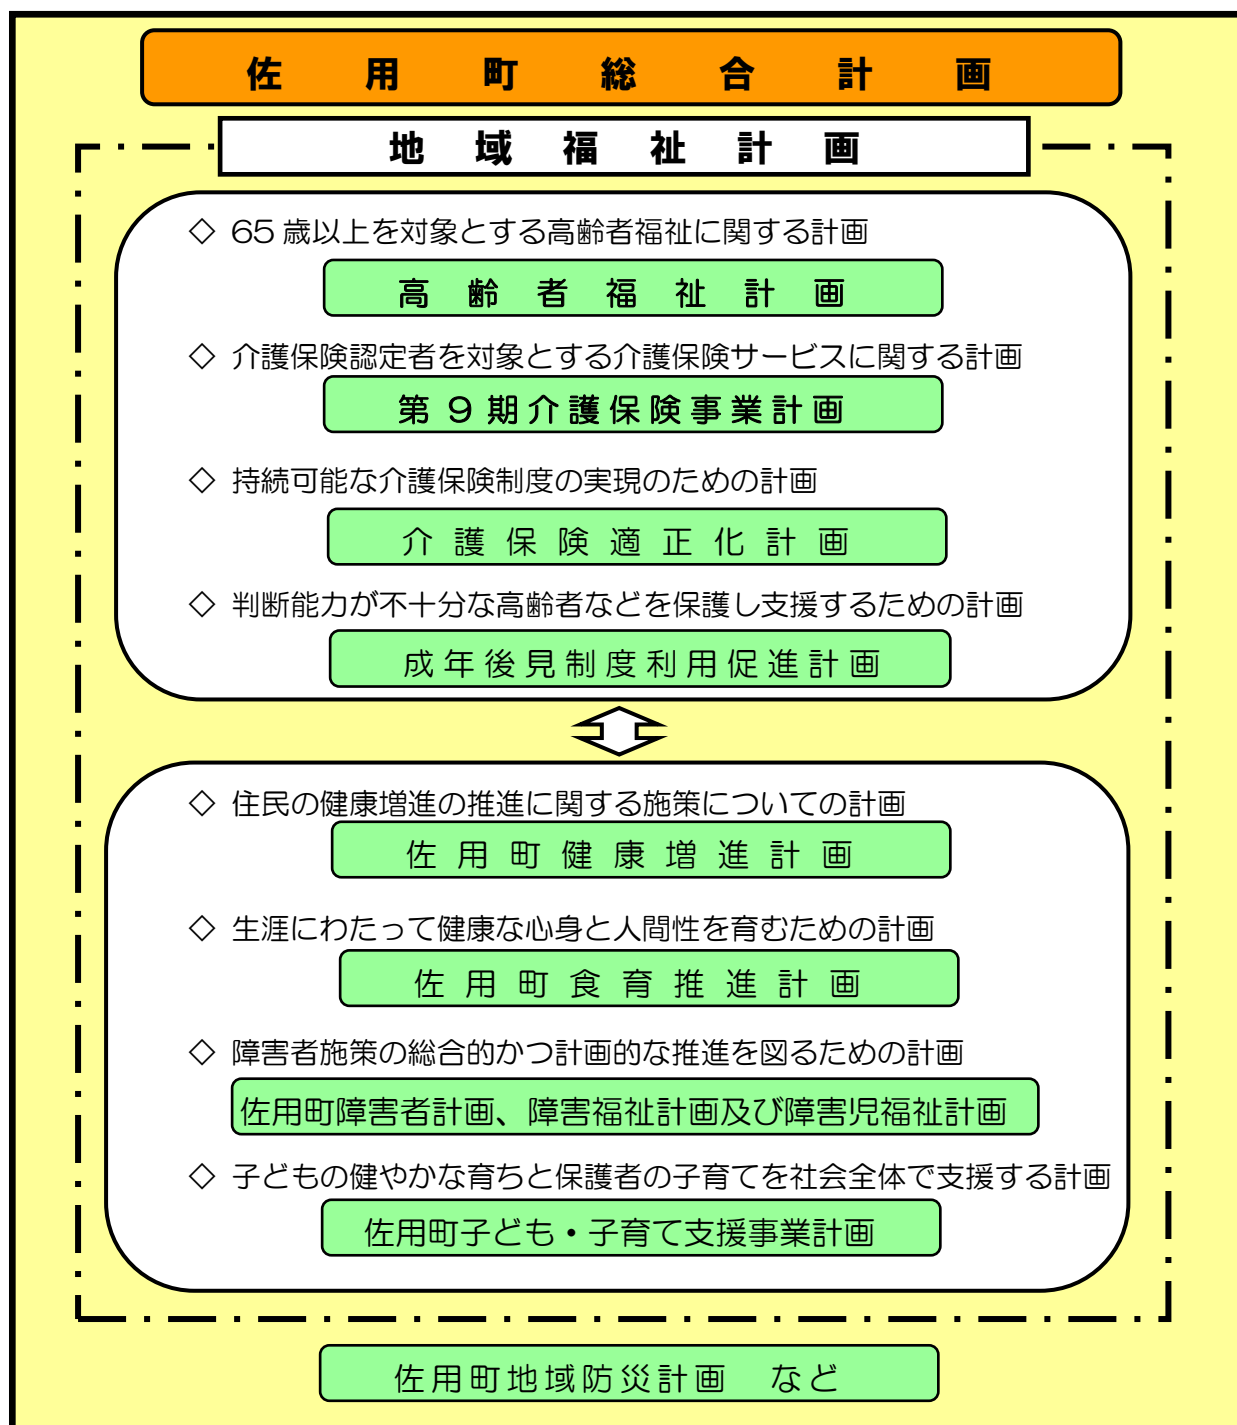 佐用町総合計画
地域福祉計画
◇ 65歳以上を対象とする高齢者福祉に関する計画
高齢者福祉計画
◇ 介護保険認定者を対象とする介護保険サービスに関する計画
第9期介護保険事業計画
◇ 持続可能な介護保険制度の実現のための計画
介護保険適正化計画
◇ 判断能力が不十分な高齢者などを保護し支援するための計画
成年後見制度利用促進計画
◇ 住民の健康増進の推進に関する施策についての計画
佐用町健康増進計画
◇ 生涯にわたって健康な心身と人間性を育むための計画
佐用町食育推進計画
◇ 障害者施策の総合的かつ計画的な推進を図るための計画
佐用町障害者計画、障害福祉計画及び障害児福祉計画
◇ 子どもの健やかな育ちと保護者の子育てを社会全体で支援する計画
佐用町子ども・子育て支援事業計画
佐用町地域防災計画 など